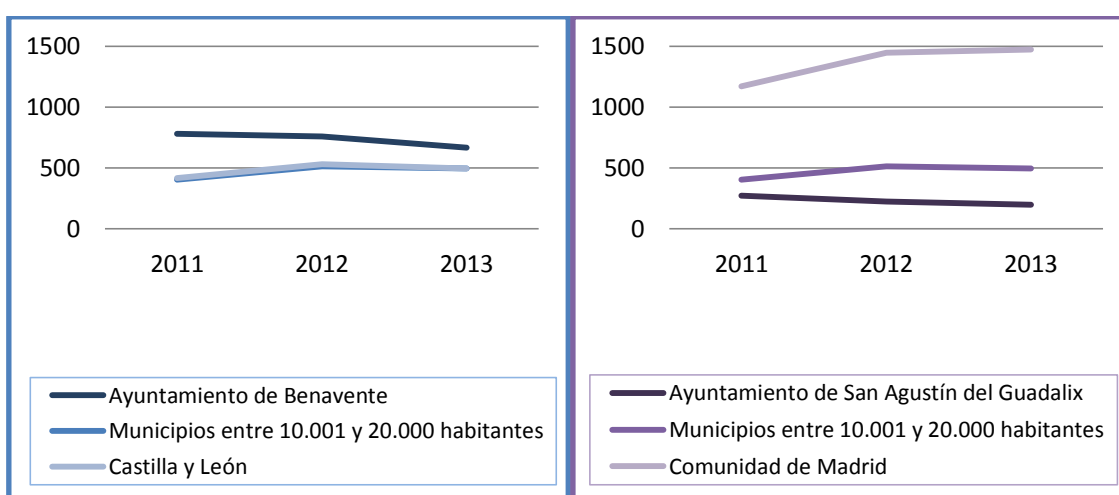 1500
1000
500
0
2011 2012 2013
Ayuntamiento de Benavente
Municipios entre 10.001 y 20.000 habitantes
Castilla y León
1500
1000
500
0
2011 2012 2013
Ayuntamiento de San Agustín del Guadalix
Municipios entre 10.001 y 20.000 habitantes
Comunidad de Madrid